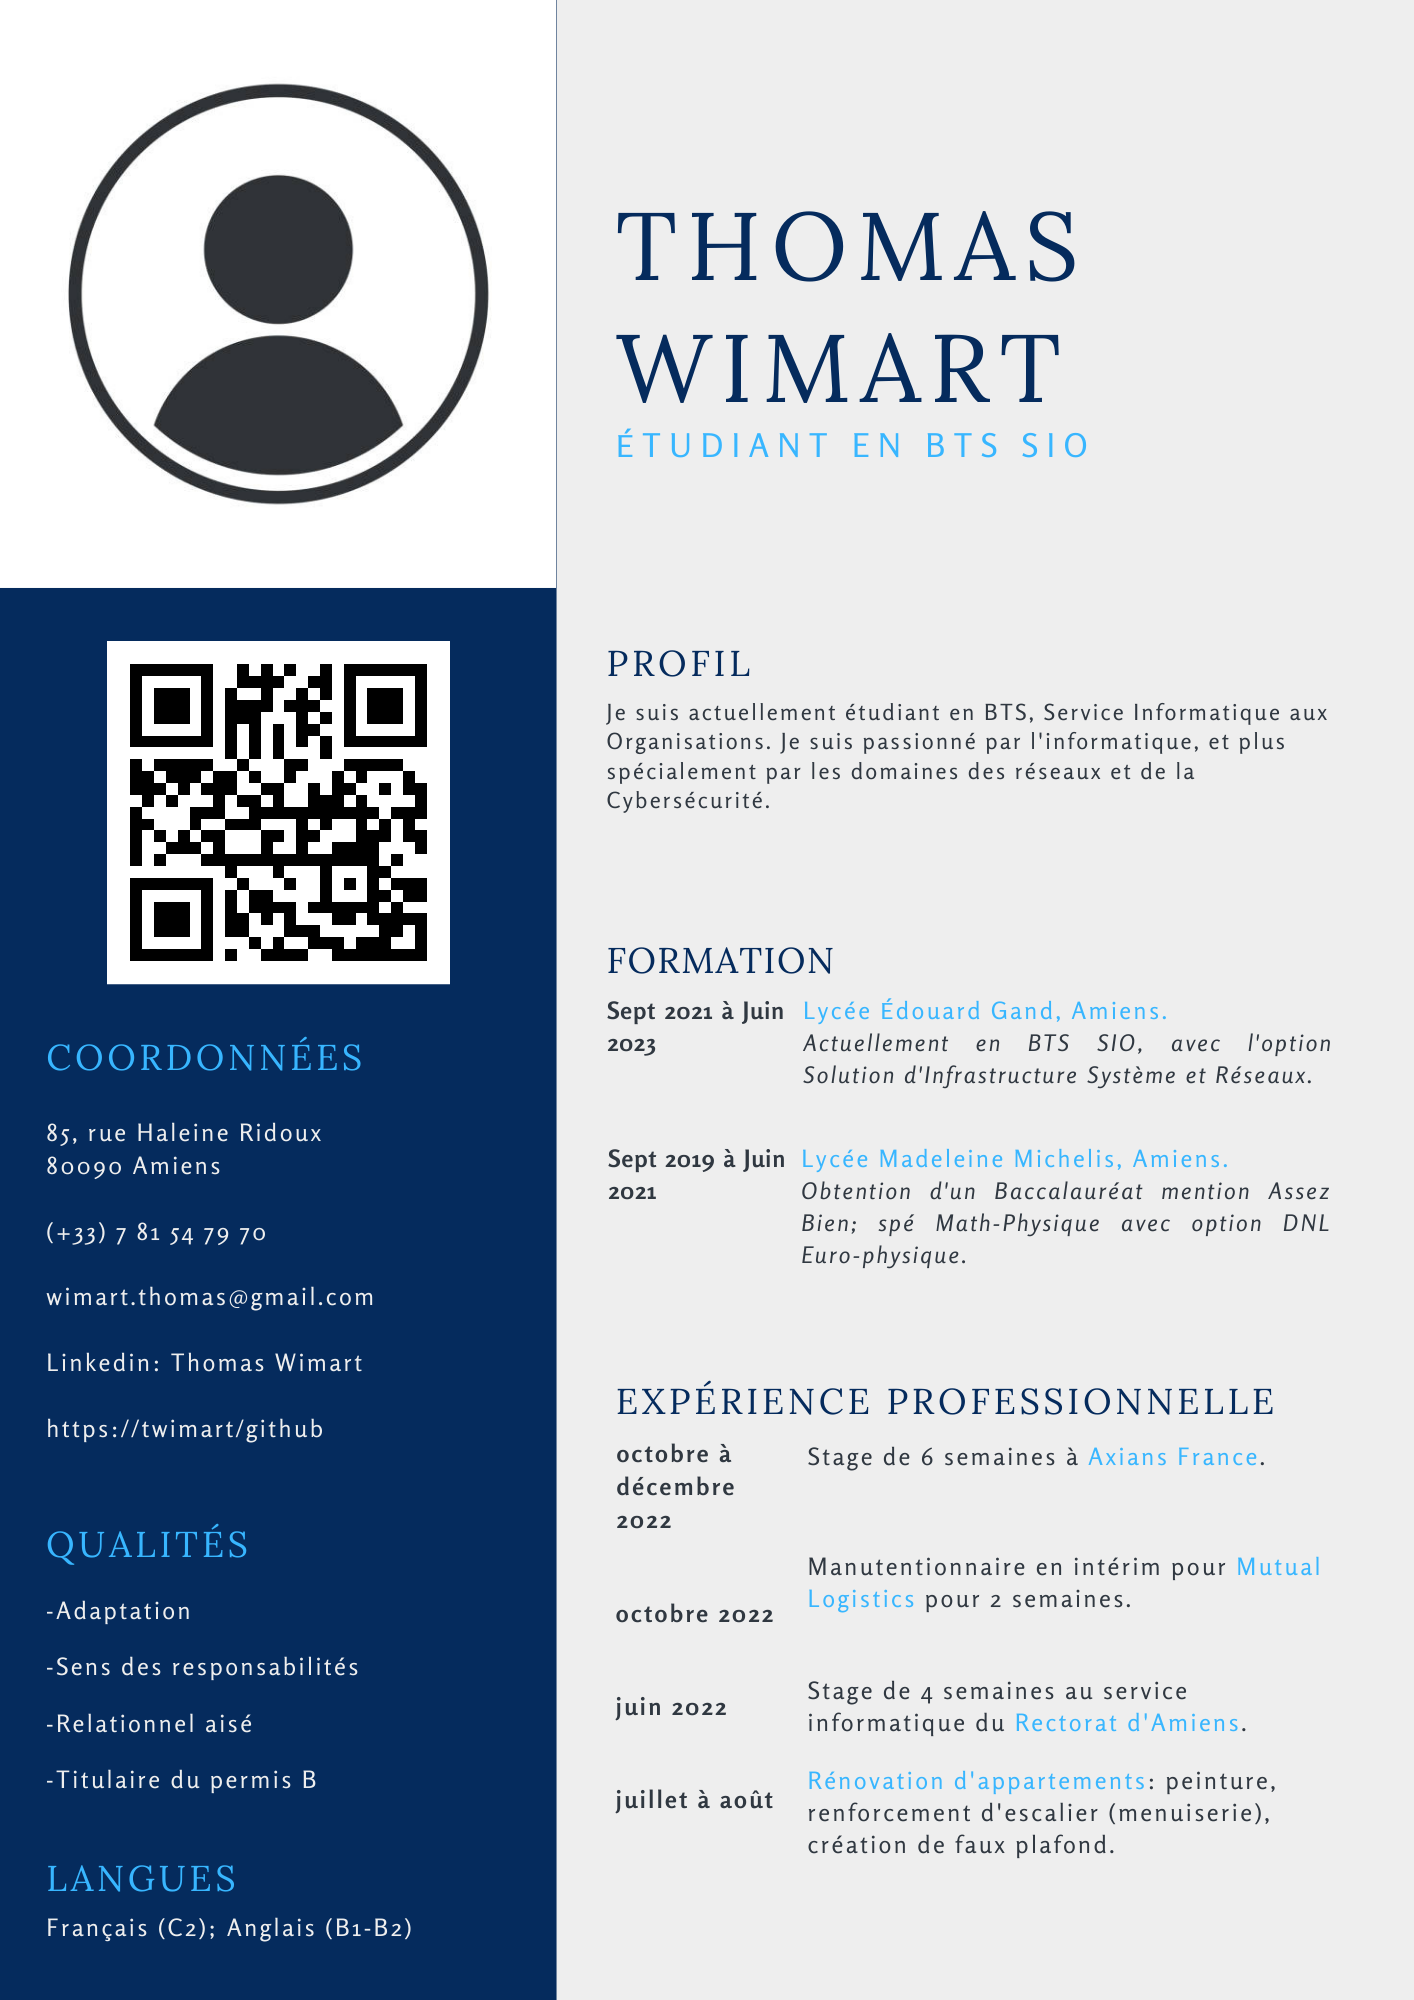 THOMAS
WIMART
ÉTUDIANT EN BTS SIO
COORDONNÉES
85, rue Haleine Ridoux
80090 Amiens
(+33) 7 81 54 79 70
wimart.thomas@gmail.com
Linkedin: Thomas Wimart
https://twimart/github
QUALITÉS
-Adaptation
-Sens des responsabilités
-Relationnel aisé
-Titulaire du permis B
LANGUES
Français (C2); Anglais (B1-B2)
PROFIL
Je suis actuellement étudiant en BTS, Service Informatique aux
Organisations. Je suis passionné par l'informatique, et plus
spécialement par les domaines des réseaux et de la
Cybersécurité.
FORMATION
Sept 2021 à Juin
2023
Lycée Édouard Gand, Amiens.
Actuellement en BTS SIO, avec l'option
Solution d'Infrastructure Système et Réseaux.
Sept 2019 à Juin
2021
Lycée Madeleine Michelis, Amiens.
Obtention d'un Baccalauréat mention Assez
Bien; spé Math-Physique avec option DNL
Euro-physique.
EXPÉRIENCE PROFESSIONNELLE
octobre à
décembre
2022
Stage de 6 semaines à Axians France.
octobre 2022
Manutentionnaire en intérim pour Mutual
Logistics pour 2 semaines.
juin 2022
Stage de 4 semaines au service
informatique du Rectorat d'Amiens.
juillet à août
Rénovation d'appartements: peinture,
renforcement d'escalier (menuiserie),
création de faux plafond.